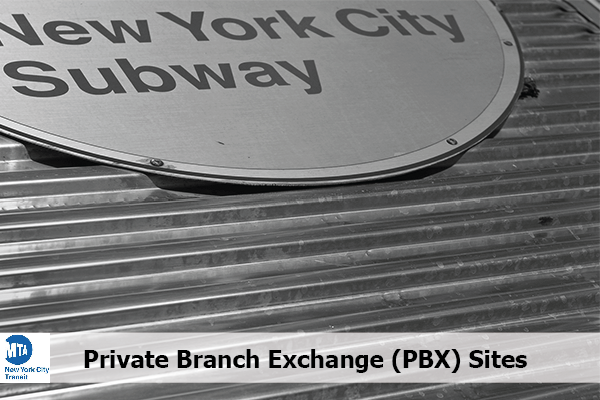 New York City
Subway
MTA
New York City
Transit
Private Branch Exchange (PBX) Sites